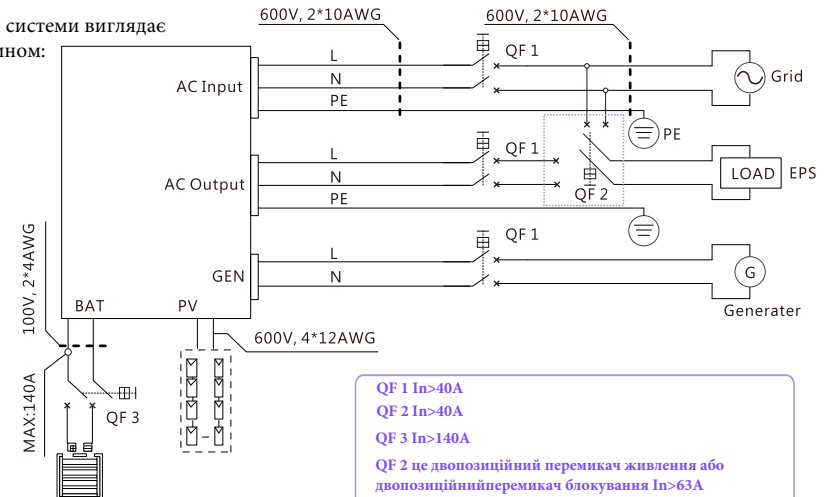 системи виглядає
ином:
600V, 2*10AWG
600V, 2*10AWG
AC Input
L
N
PE
QF 1
Grid
PE
AC Output
L
N
PE
QF 1
QF 2
LOAD
EPS
GEN
L
N
QF 1
G
Generater
BAT
PV
100V, 2*4AWG
600V, 4*12AWG
MAX:140A
QF 3
QF 1 In>40A
QF 2 In>40A
QF 3 In>140A
QF 2 це двопозиційний перемикач живлення або
двопозиційнийперемикач блокування In>63A